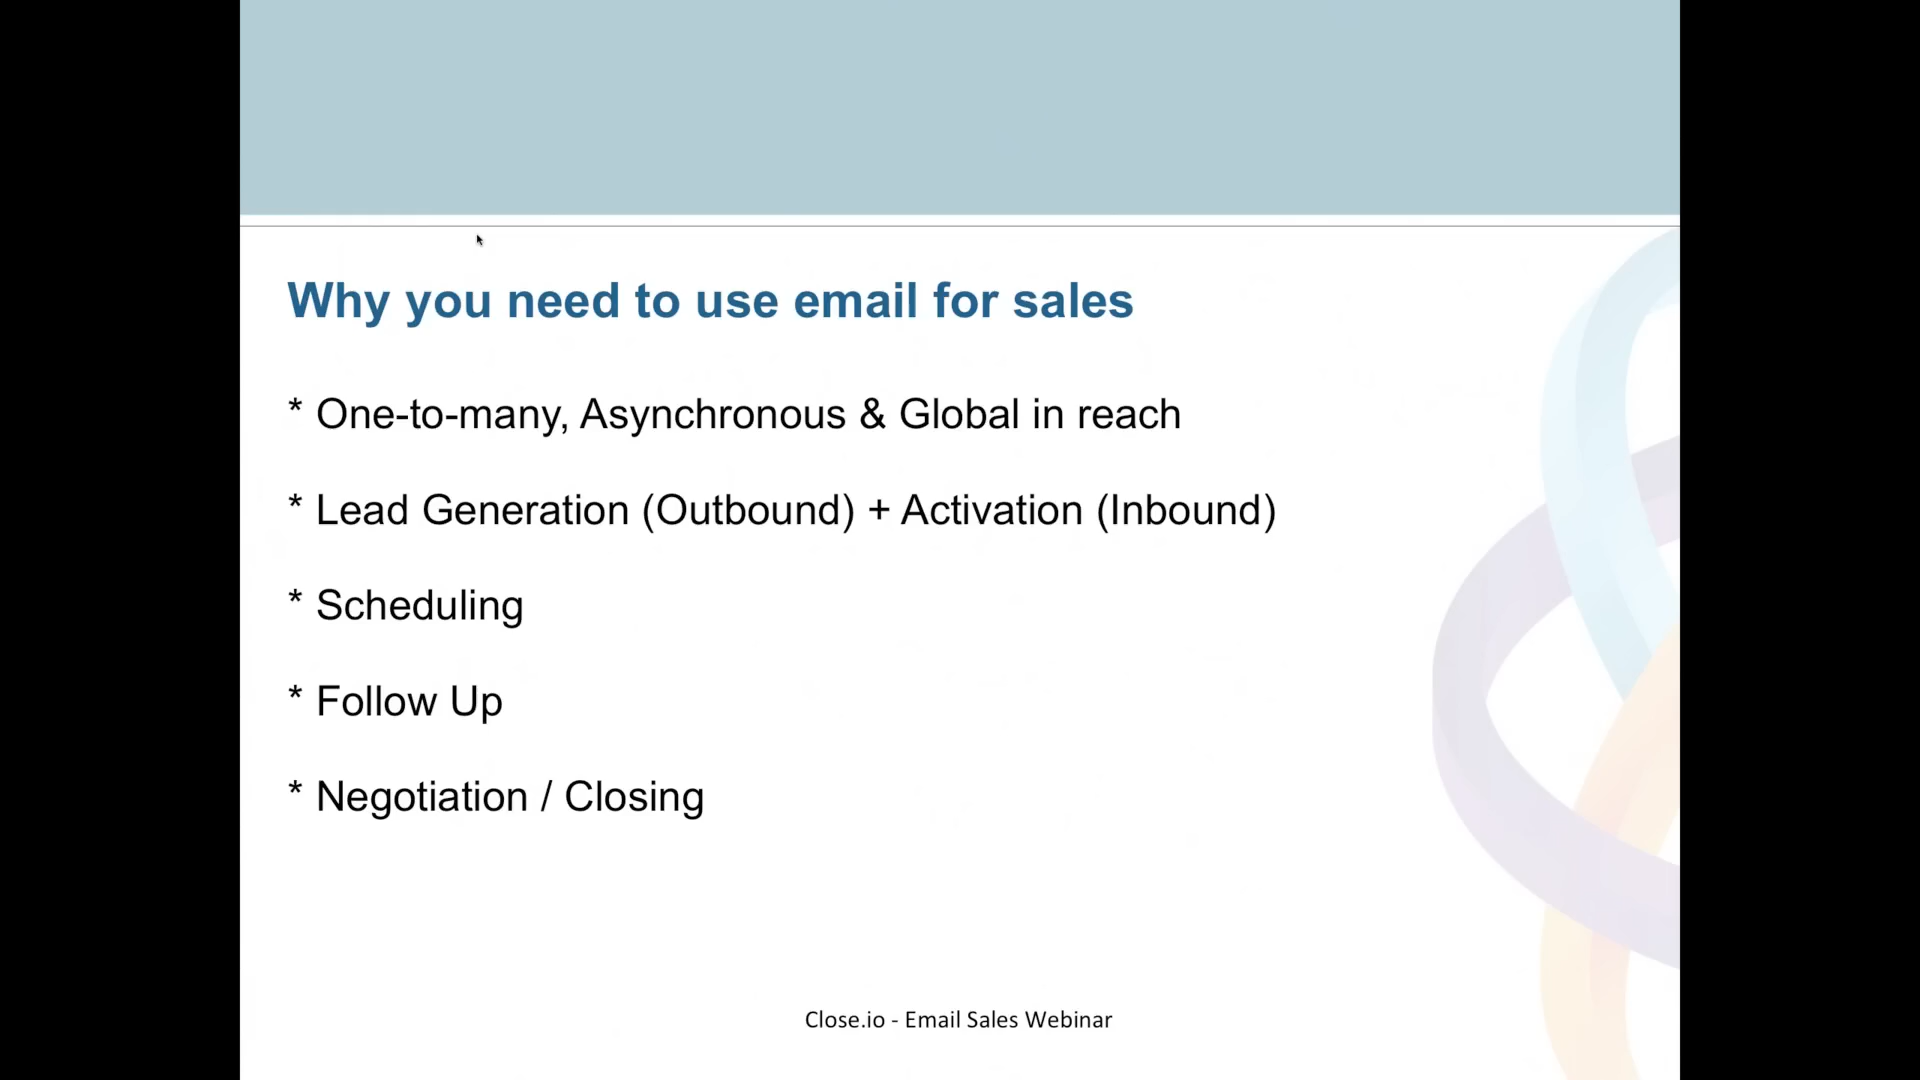 Why you need to use email for sales
* One-to-many, Asynchronous & Global in reach
* Lead Generation (Outbound) + Activation (Inbound)
* Scheduling
* Follow Up
* Negotiation / Closing
Close.io - Email Sales Webinar